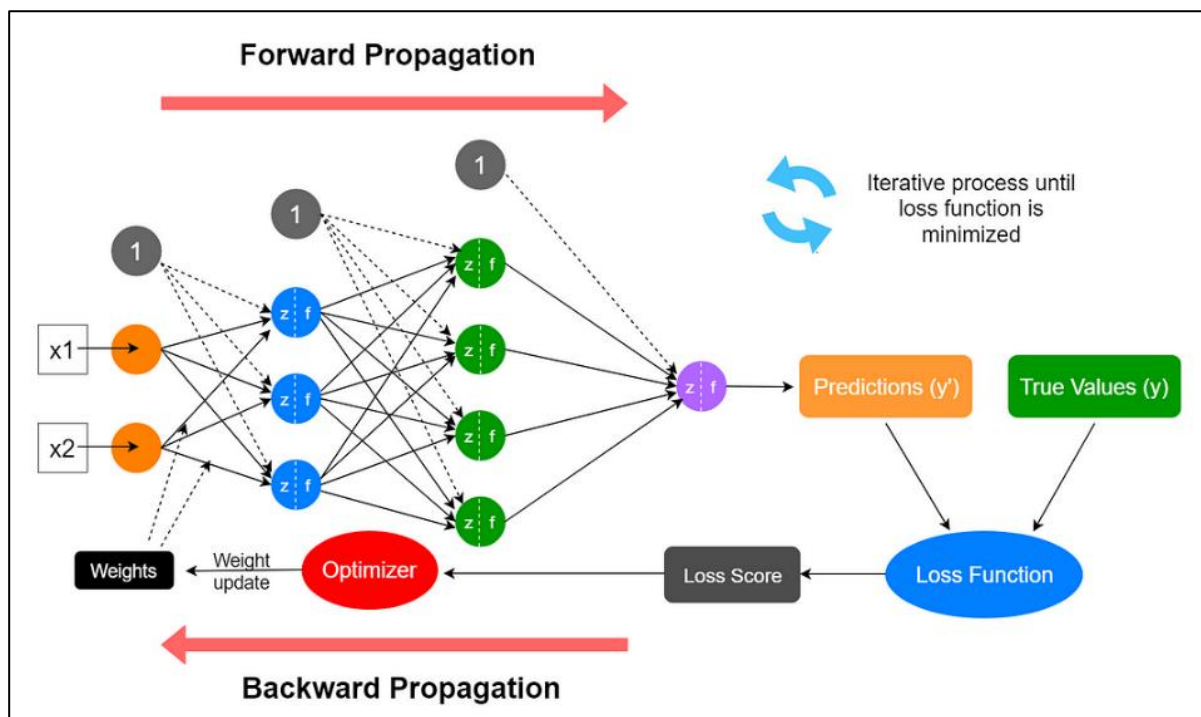 Forward Propagation
1
1
1
Iterative process until
loss function is
minimized
z f
z f
z f
z f
z f
z f
z f
z f
x1
x2
Predictions (y')
True Values (y)
Weights
Weight
update
Optimizer
Loss Score
Loss Function
Backward Propagation